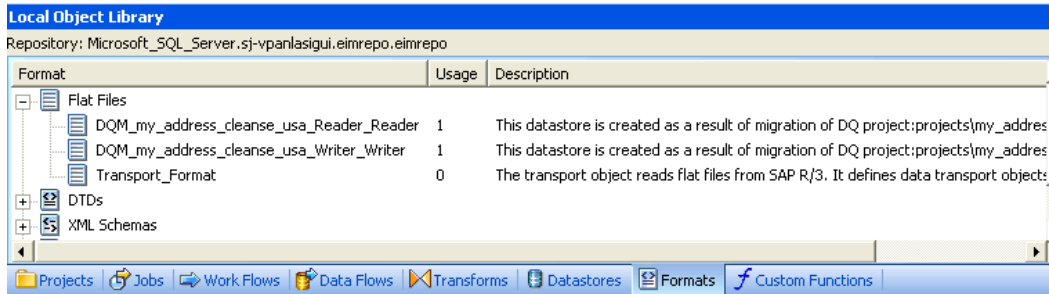 Local Object Library
Repository: Microsoft_SQL_Server.sj-vpanlasigui.eimrepo.eimrepo
Format Usage Description
Flat Files
DQM_my_address_cleanse_usa_Reader_Reader 1 This datastore is created as a result of migration of DQ project:projects\my_addres
DQM_my_address_cleanse_usa_Writer_Writer 1 This datastore is created as a result of migration of DQ project:projects\my_addres
Transport_Format 0 The transport object reads flat files from SAP R/3. It defines data transport objects
DTDs
XML Schemas
Projects Jobs Work Flows Data Flows Transforms Datastores Formats Custom Functions